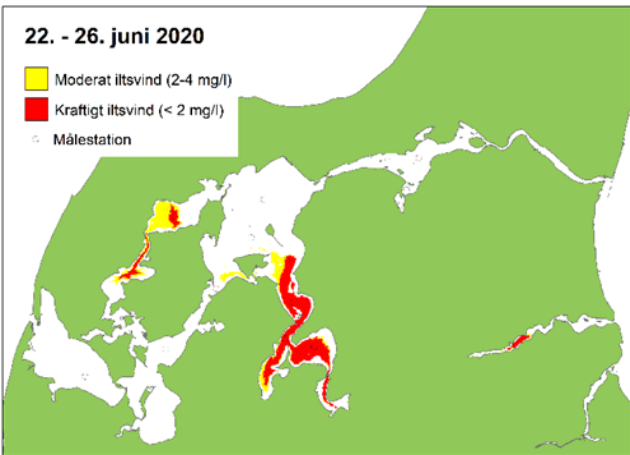 22. - 26. juni 2020
Moderat iltsvind (2-4 mg/l)
Kraftigt iltsvind (< 2 mg/l)
Målestation